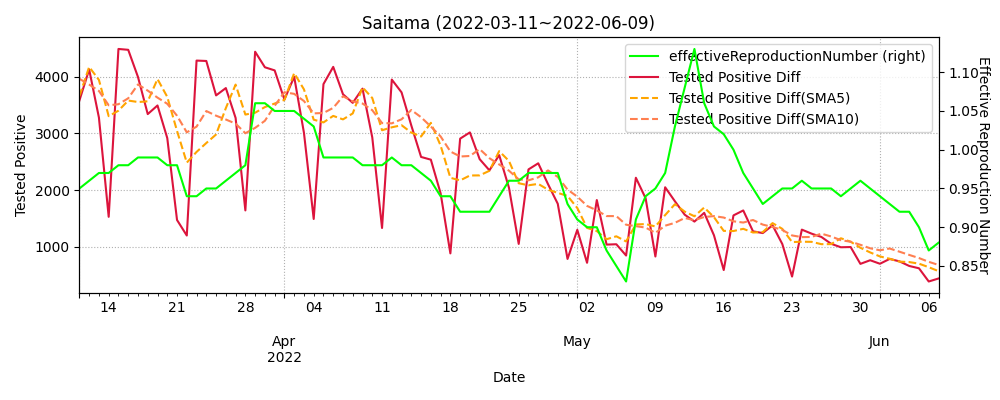 Saitama (2022-03-11~2022-06-09)
effectiveReproductionNumber (right)
Tested Positive Diff
Tested Positive Diff(SMA5)
Tested Positive Diff(SMA10)
Tested Positive
4000
3000
2000
1000
Effective Reproduction Number
1.10
1.05
1.00
0.95
0.90
0.85
14 21 28 04 11 18 25 02 09 16 23 30 06
Apr May Jun
2022
Date